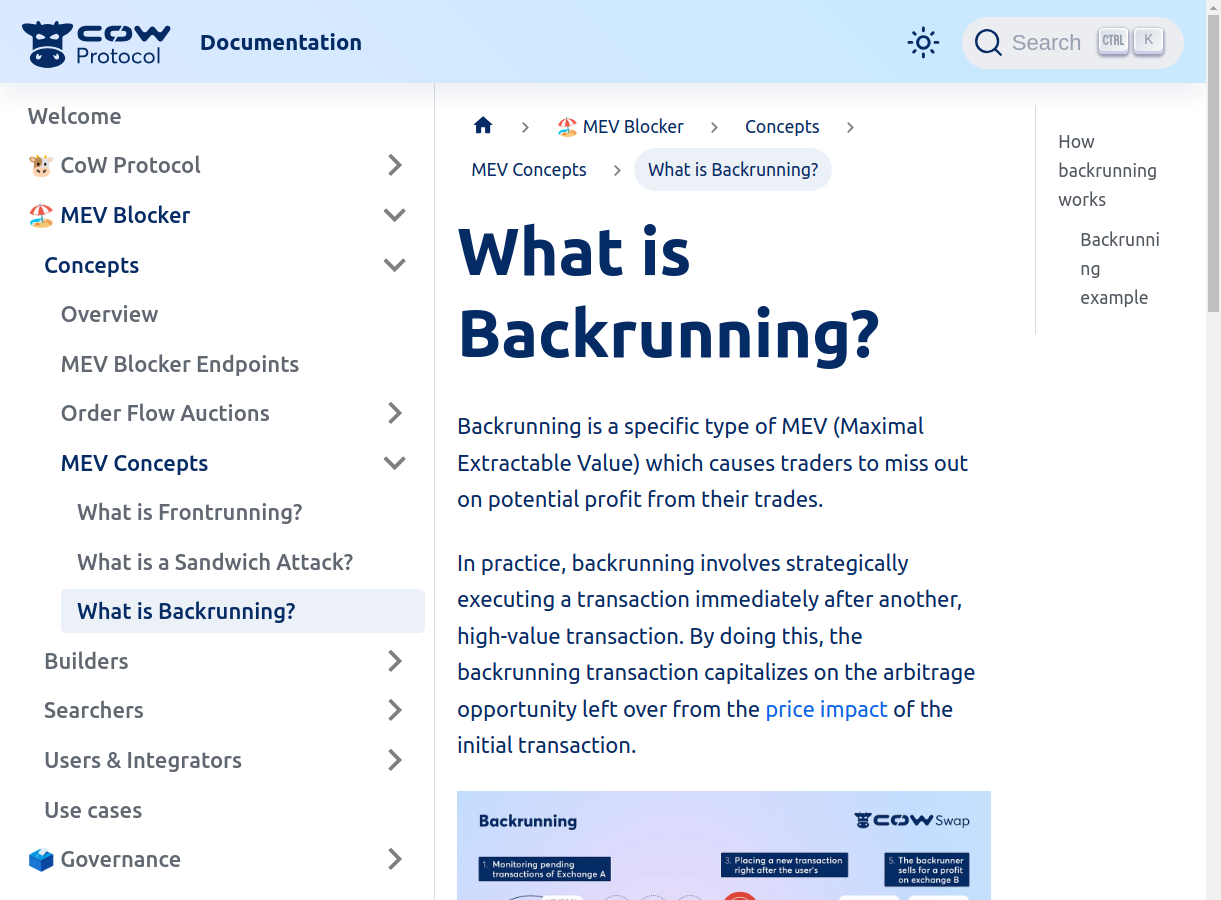 COW Protocol
Documentation
Search CTRL K
Welcome
🐮 CoW Protocol
🏖️ MEV Blocker
Concepts
Overview
MEV Blocker Endpoints
Order Flow Auctions
MEV Concepts
What is Frontrunning?
What is a Sandwich Attack?
What is Backrunning?
Builders
Searchers
Users & Integrators
Use cases
🗳️ Governance
🏖️ MEV Blocker > Concepts >
MEV Concepts > What is Backrunning?
What is
Backrunning?
Backrunning is a specific type of MEV (Maximal
Extractable Value) which causes traders to miss out
on potential profit from their trades.
In practice, backrunning involves strategically
executing a transaction immediately after another,
high-value transaction. By doing this, the
backrunning transaction capitalizes on the arbitrage
opportunity left over from the price impact of the
initial transaction.
Backrunning
COW Swap
1. Monitoring pending
transactions of Exchange A
3. Placing a new transaction
right after the user's
5. The backrunner
sells for a profit
on exchange B
How
backrunning
works
Backrunni
ng
example